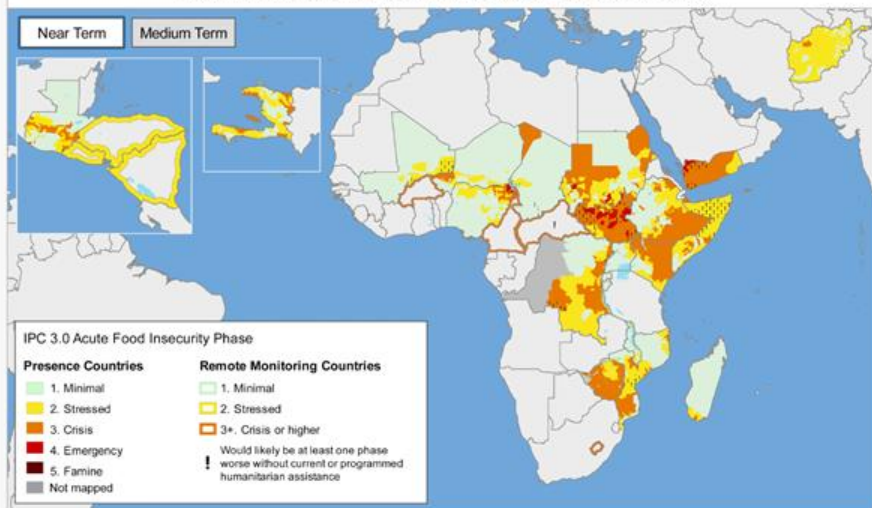 Near Term
Medium Term
IPC 3.0 Acute Food Insecurity Phase
Presence Countries
1. Minimal
2. Stressed
3. Crisis
4. Emergency
5. Famine
Not mapped
Remote Monitoring Countries
1. Minimal
2. Stressed
3+. Crisis or higher
! Would likely be at least one phase
worse without current or programmed
humanitarian assistance